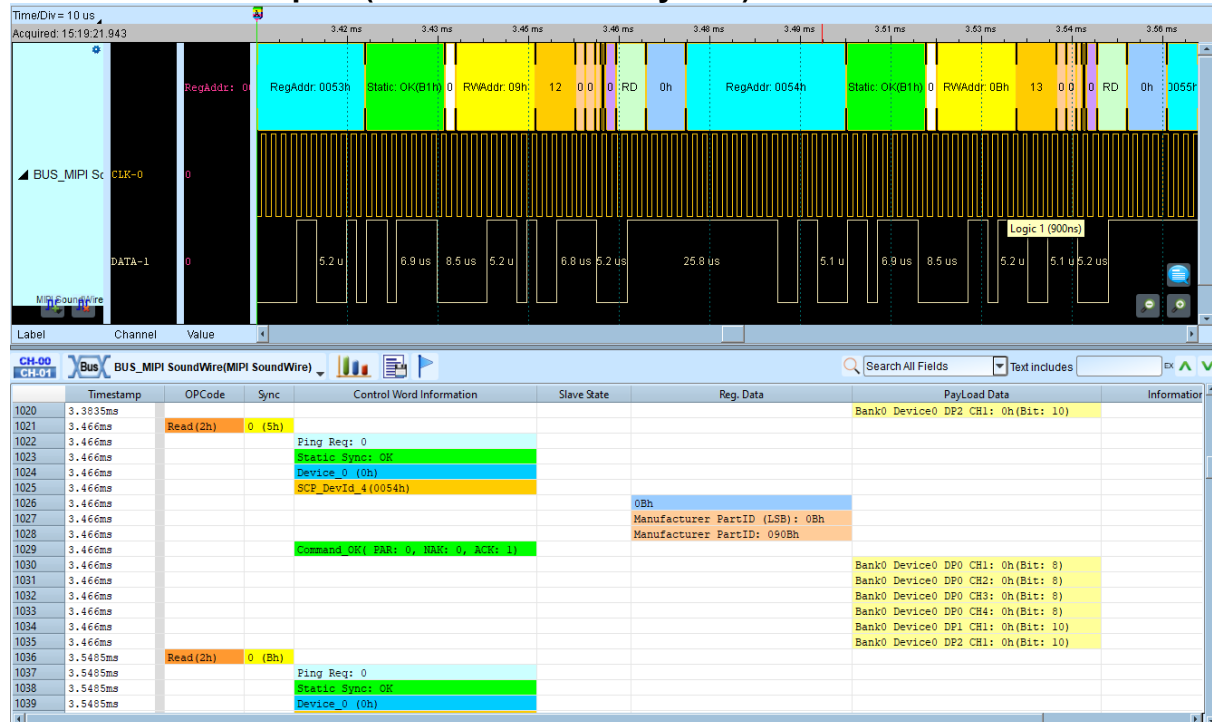 Time/Div = 10 us
Acquired: 15:19:21.943
3.42 ms 3.43 ms 3.45 ms 3.46 ms 3.48 ms 3.49 ms 3.51 ms 3.53 ms 3.54 ms 3.56 ms
RegAddr: 0 RegAddr: 0053h Static: OK(B1h) 0 RWAddr: 09h 12 0 0 0 RD 0h RegAddr: 0054h Static: OK(B1h) 0 RWAddr: 0Bh 13 0 0 0 RD 0h 0055h
BUS_MIPI So CLK-0 0
Logic 1 (900ns)
DATA-1 0 5.2 u 6.9 us 8.5 us 5.2 u 6.8 us 5.2 us 25.8 us 5.1 u 6.9 us 8.5 us 5.2 u 5.1 u 5.2 us
MIPI SoundWire
Label Channel Value
CH-00
CH-01
Bus BUS_MIPI SoundWire(MIPI SoundWire) Search All Fields Text includes EX
Timestamp OPCode Sync Control Word Information Slave State Reg. Data PayLoad Data Information
1020 3.3835ms Bank0 Device0 DP2 CH1: 0h(Bit: 10)
1021 3.466ms Read(2h) 0 (5h)
1022 3.466ms Ping Req: 0
1023 3.466ms Static Sync: OK
1024 3.466ms Device_0 (0h)
1025 3.466ms SCP_DevId_4(0054h)
1026 3.466ms 0Bh
1027 3.466ms Manufacturer PartID (LSB): 0Bh
1028 3.466ms Manufacturer PartID: 090Bh
1029 3.466ms Command_OK( PAR: 0, NAK: 0, ACK: 1)
1030 3.466ms Bank0 Device0 DP0 CH1: 0h(Bit: 8)
1031 3.466ms Bank0 Device0 DP0 CH2: 0h(Bit: 8)
1032 3.466ms Bank0 Device0 DP0 CH3: 0h(Bit: 8)
1033 3.466ms Bank0 Device0 DP0 CH4: 0h(Bit: 8)
1034 3.466ms Bank0 Device0 DP1 CH1: 0h(Bit: 10)
1035 3.466ms Bank0 Device0 DP2 CH1: 0h(Bit: 10)
1036 3.5485ms Read(2h) 0 (Bh)
1037 3.5485ms Ping Req: 0
1038 3.5485ms Static Sync: OK
1039 3.5485ms Device_0 (0h)